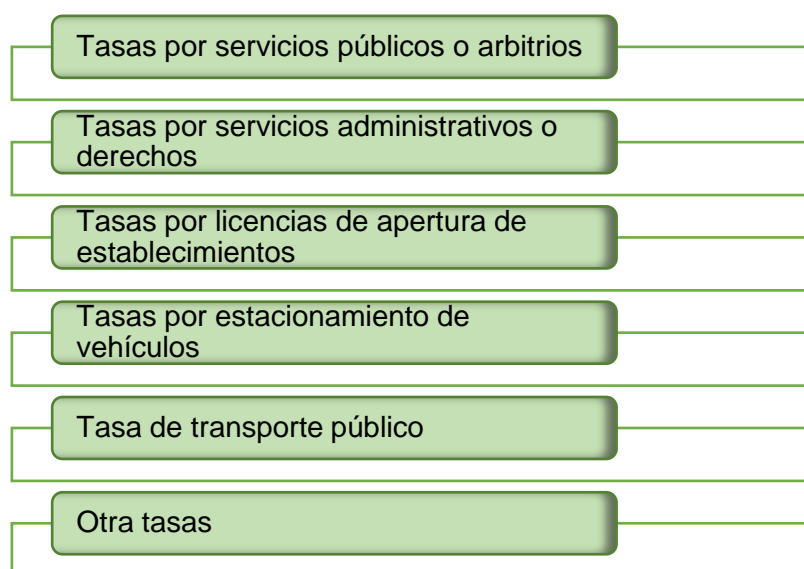 Tasas por servicios públicos o arbitrios
Tasas por servicios administrativos o
derechos
Tasas por licencias de apertura de
establecimientos
Tasas por estacionamiento de
vehículos
Tasa de transporte público
Otra tasas